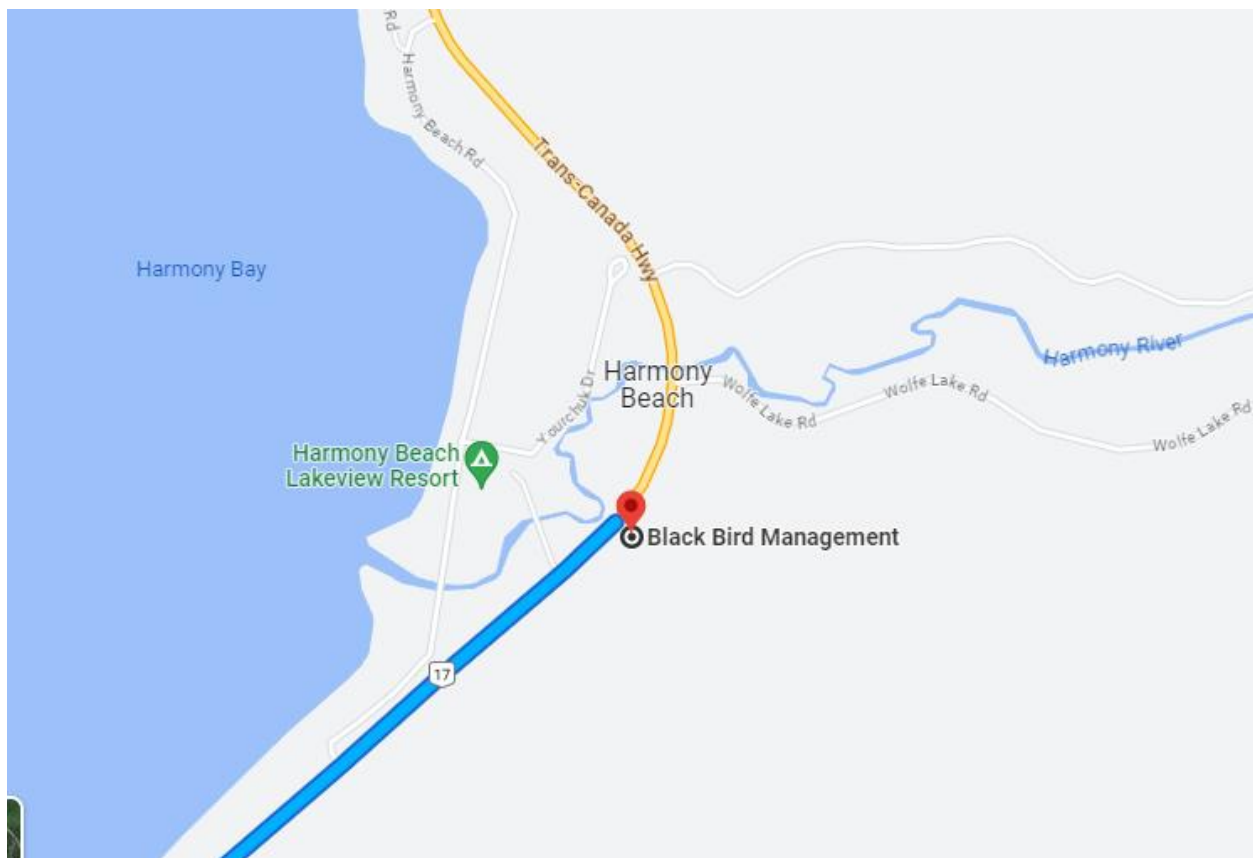 Rd
Harmony Beach Rd
Trans-Canada Hwy
Harmony Bay
Harmony River
Harmony
Beach
Wolfe Lake Rd
Wolfe Lake Rd
Wolfe Lake Rd
Yourchuk Dr
Harmony Beach
Lakeview Resort
Black Bird Management
17